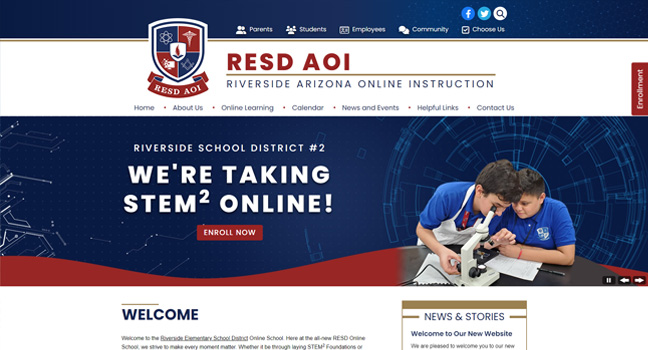 Parents Students Employees Community Choose Us
RESD AOI
RESD AOI
RIVERSIDE ARIZONA ONLINE INSTRUCTION
Home • About Us • Online Learning • Calendar • News and Events • Helpful Links • Contact Us
Enrollment
RIVERSIDE SCHOOL DISTRICT #2
WE'RE TAKING
STEM² ONLINE!
ENROLL NOW
WELCOME
Welcome to the Riverside Elementary School District Online School. Here at the all-new RESD Online
School, we strive to make every moment matter. Whether it be through laying STEM² Foundations or
NEWS & STORIES
Welcome to Our New Website
We are pleased to welcome you to our new